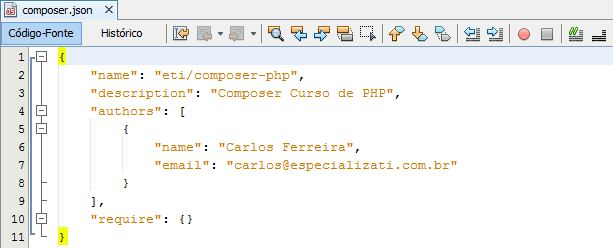 composer.json
Código-Fonte Histórico
1 {
2 "name": "eti/composer-php",
3 "description": "Composer Curso de PHP",
4 "authors": [
5 {
6 "name": "Carlos Ferreira",
7 "email": "carlos@especializati.com.br"
8 }
9 ],
10 "require": {}
11 }